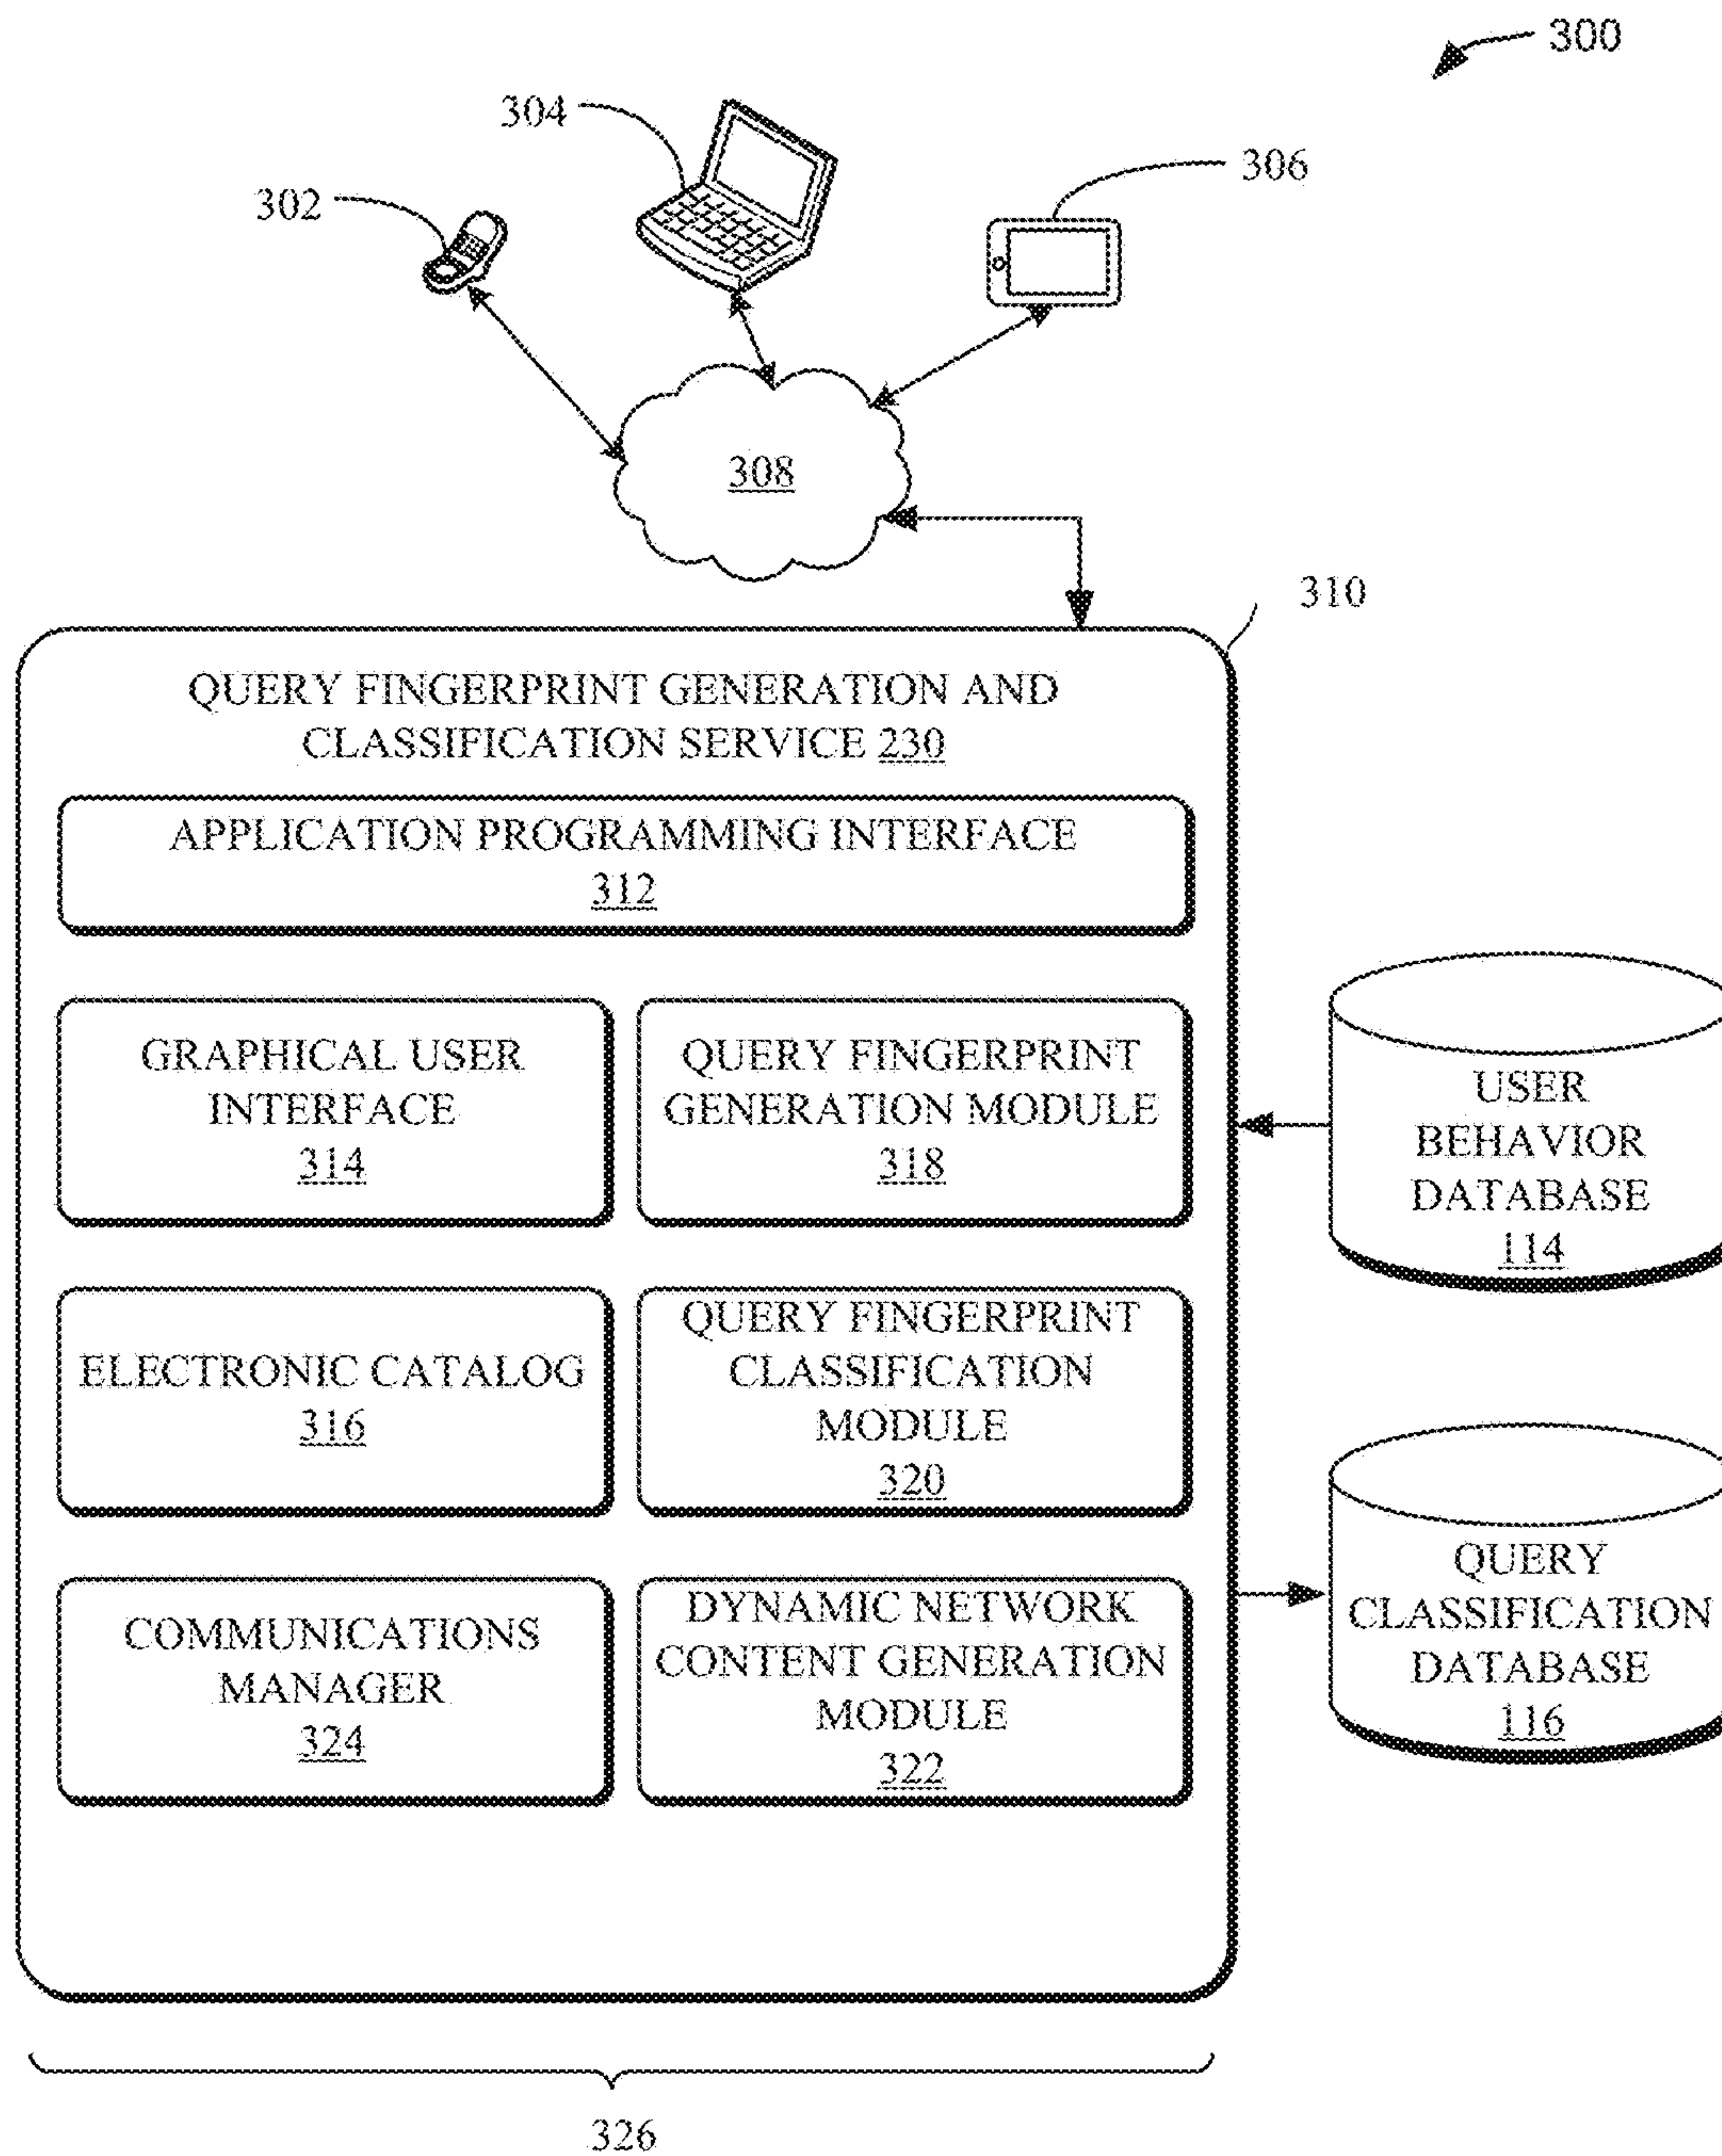 300
304
306
302
308
310
QUERY FINGERPRINT GENERATION AND
CLASSIFICATION SERVICE 230
APPLICATION PROGRAMMING INTERFACE
312
GRAPHICAL USER
INTERFACE
314
QUERY FINGERPRINT
GENERATION MODULE
318
USER
BEHAVIOR
DATABASE
114
ELECTRONIC CATALOG
316
QUERY FINGERPRINT
CLASSIFICATION
MODULE
320
QUERY
CLASSIFICATION
DATABASE
116
COMMUNICATIONS
MANAGER
324
DYNAMIC NETWORK
CONTENT GENERATION
MODULE
322
326